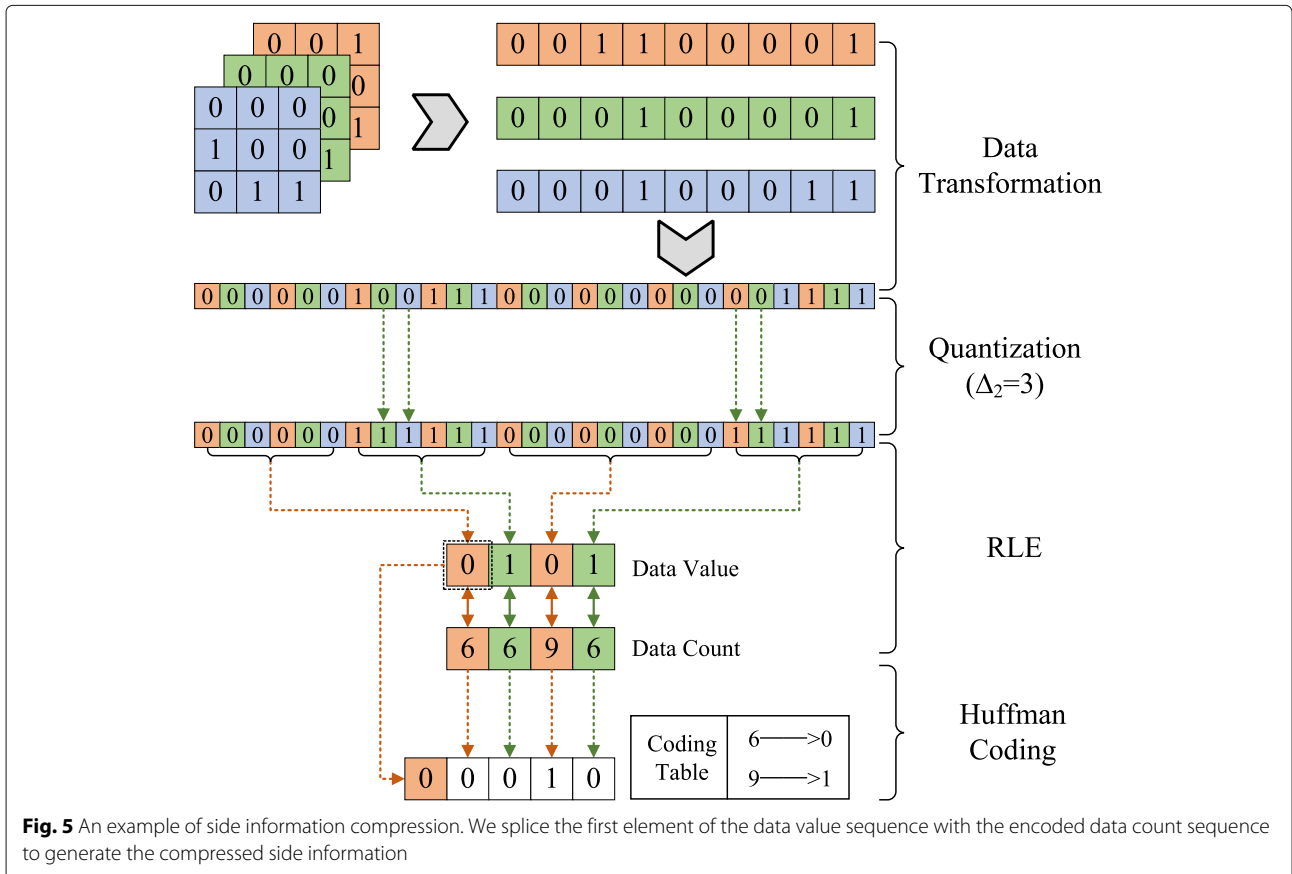 0 0 1
0 0 0
0
0 0 0
0
1
1 0 0
1
0 1 1
0 0 1 1 0 0 0 0 1
0 0 0 1 0 0 0 0 1
0 0 0 1 0 0 0 1 1
Data
Transformation
0 0 0 0 0 0 1 0 0 1 1 1 0 0 0 0 0 0 0 0 0 0 0 1 1 1 1
Quantization
(Δ₂=3)
0 0 0 0 0 0 1 1 1 1 1 1 0 0 0 0 0 0 0 0 0 1 1 1 1 1 1
0 1 0 1
Data Value
RLE
6 6 9 6
Data Count
Huffman
Coding
Coding
Table
6——>0
9——>1
0 0 0 1 0
Fig. 5 An example of side information compression. We splice the first element of the data value sequence with the encoded data count sequence
to generate the compressed side information